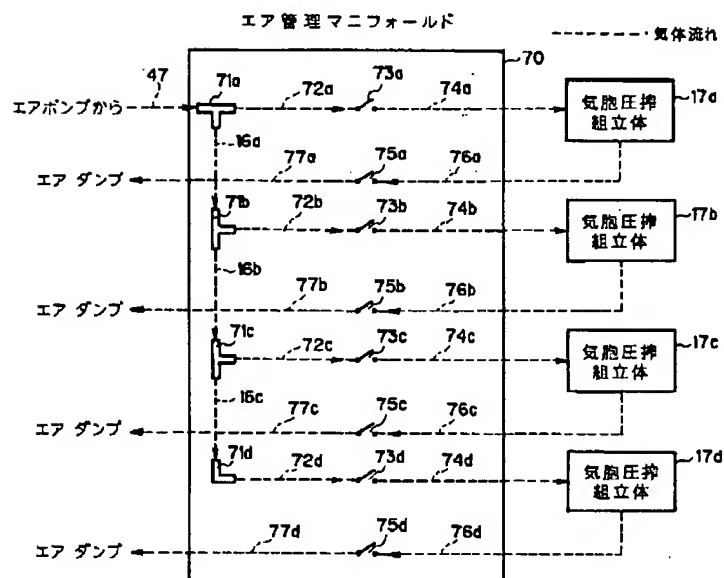 エア管理マニフォールド
気体流れ
70
47
71a
72a
73a
74a
17a
エアポンプから
気胞圧搾
組立体
16a
77a
75a
76a
エア ダンプ
71b
72b
73b
74b
17b
気胞圧搾
組立体
16b
77b
75b
76b
エア ダンプ
71c
72c
73c
74c
17c
気胞圧搾
組立体
16c
77c
75c
76c
エア ダンプ
71d
72d
73d
74d
17d
気胞圧搾
組立体
77d
75d
76d
エア ダンプ